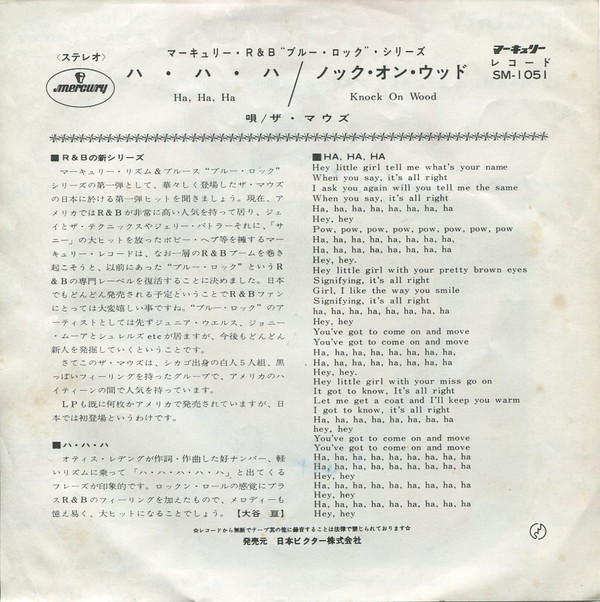 〈ステレオ〉
mercury
マーキュリー・R&B“ブルー・ロック”・シリーズ
ハ・ハ・ハ/ノック・オン・ウッド
Ha, Ha, Ha
Knock On Wood
唄/ザ・マウズ
マーキュリー
レコード
SM-1051
■R&Bの新シリーズ
マーキュリー・リズム&ブルース“ブルー・ロック”
シリーズの第一弾として、華々しく登場したザ・マウズ
の日本に於ける第一弾ヒットを聞きましょう。現在、ア
メリカではR&Bが非常に高い人気を持って居り、ジェ
イとザ・テクニックスやジェリー・バトラーそれに、「サ
ニー」の大ヒットを放ったボビー・ヘブ等を擁するマー
キュリー・レコードは、なお一層のR&Bブームを巻き
起こそうと、以前にあった“ブルー・ロック”というR
&Bの専門レーベルを復活することに決めました。日本
でもどんどん発売される予定ということでR&Bファン
にとっては大変嬉しい事ですね。“ブルー・ロック”のア
ーティストとしては先ずジュニア・ウエルス、ジョニー
・ムーアとシュレルズetcが居ますが、今後もどんどん
新人を発掘していくということです。
さてこのザ・マウズは、シカゴ出身の白人5人組、黒
っぽいフィーリングを持ったグループで、アメリカのハ
イティーンの間で人気を持っています。
LPも既に何枚かアメリカで発売されていますが、日
本では初登場というわけです。
■ハ・ハ・ハ
オティス・レデングが作詞・作曲した好ナンバー、軽
いリズムに乗って「ハ・ハ・ハ・ハ・ハ」と出てくる
フレーズが印象的です。ロックン・ロールの感覚にプラ
スR&Bのフィーリングを加えたもので、メロディーも
憶え易く、大ヒットになることでしょう。【大谷 亘】
■HA, HA, HA
Hey little girl tell me what's your name
When you say, it's all right
I ask you again will you tell me the same
When you say, it's all right
Ha, ha, ha, ha, ha, ha, ha
Hey, hey
Pow, pow, pow, pow, pow, pow, pow
Ha, ha, ha, ha, ha, ha, ha, ha
Ha, ha, ha, ha, ha, ha, ha, ha
Hey, hey.
Hey little girl with your pretty brown eyes
Signifying, it's all right
Girl, I like the way you smile
Signifying, it's all right
ha, ha, ha, ha, ha, ha, ha
Hey, hey
You've got to come on and move
You've got to come on and move
Ha, ha, ha, ha, ha, ha, ha, ha
Ha, ha, ha, ha, ha, ha, ha, ha
Hey, hey.
Hey little girl with your miss go on
It got to know, It's all right
Let me get a coat and I'll keep you warm
I got to know, it's all right
Ha, ha, ha, ha, ha, ha, ha
hey, hey
You've got to come on and move
You've got to come on and move
Ha, ha, ha, ha, ha, ha, ha, ha
Ha, ha, ha, ha, ha, ha, ha, ha
Hey, hey
Ha, ha, ha, ha, ha, ha, ha, ha
Hey, hey
Ha, ha, ha, ha, ha, ha, ha, ha
Hey, hey
☆レコードから無断でテープ其の他に録音することは法律で禁じられております☆
発売元 日本ビクター株式会社